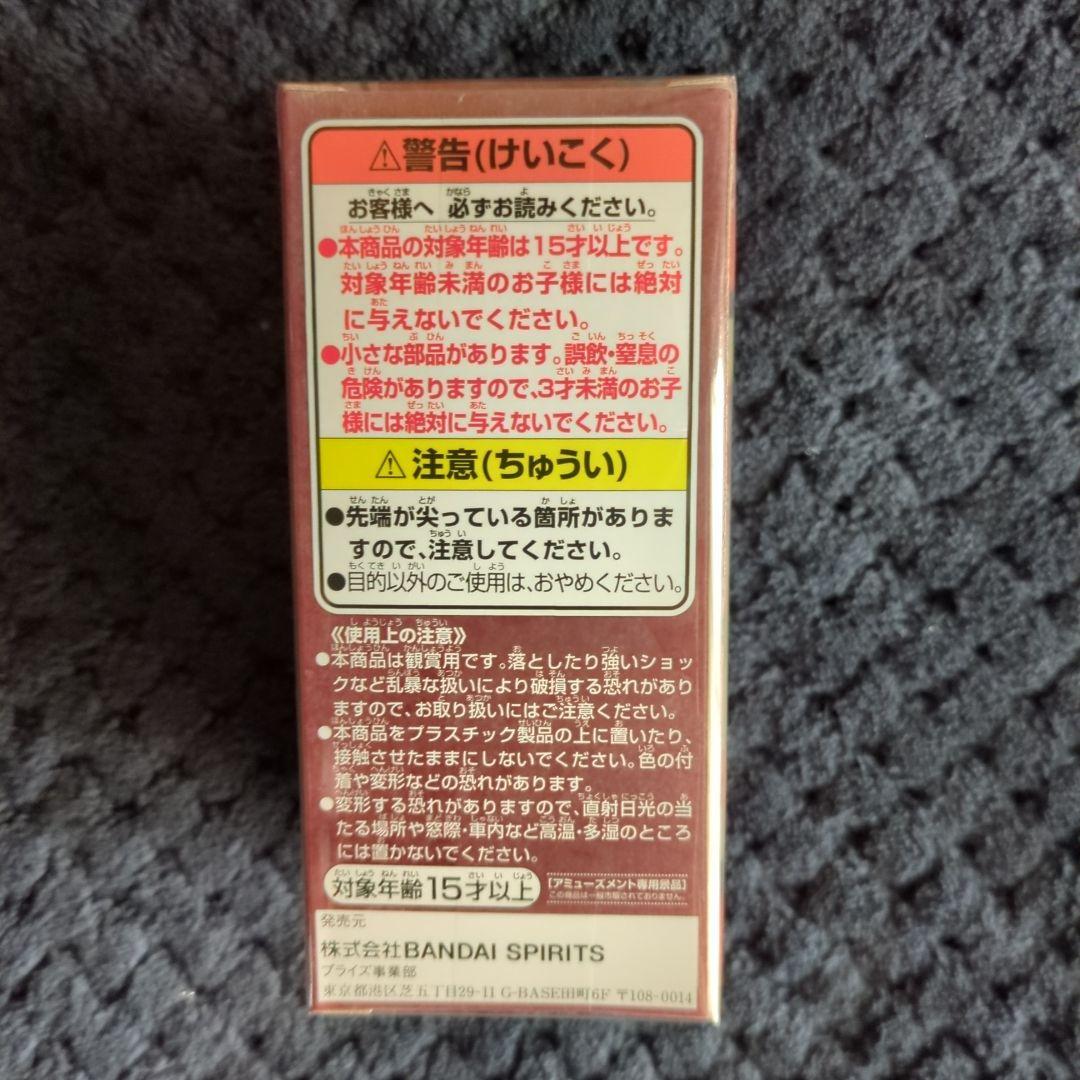 ⚠警告(けいこく)
お客様へ 必ずお読みください。
●本商品の対象年齢は15才以上です。
対象年齢未満のお子様には絶対
に与えないでください。
●小さな部品があります。誤飲・窒息の
危険がありますので、3才未満のお子
様には絶対に与えないでください。
⚠注意(ちゅうい)
●先端が尖っている箇所がありま
すので、注意してください。
●目的以外のご使用は、おやめください。
《使用上の注意》
●本商品は観賞用です。落としたり強いショッ
クなど乱暴な扱いにより破損する恐れがあり
ますので、お取り扱いにはご注意ください。
●本商品をプラスチック製品の上に置いたり、
接触させたままにしないでください。色の付
着や変形などの恐れがあります。
●変形する恐れがありますので、直射日光の当
たる場所や窓際・車内など高温・多湿のところ
には置かないでください。
対象年齢15才以上
[アミューズメント専用景品]
この商品は一般市販されておりません。
発売元
株式会社BANDAI SPIRITS
プライズ事業部
東京都港区芝五丁目29-11 G-BASE田町6F 〒108-0014